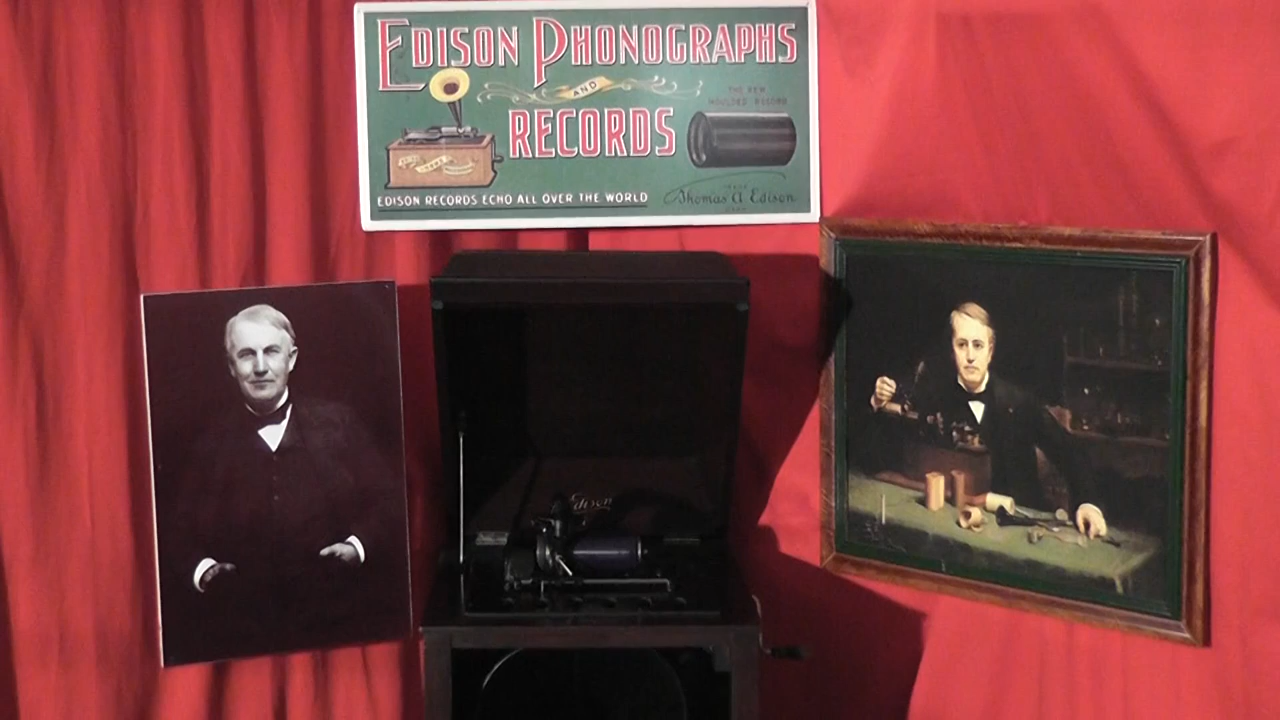 EDISON PHONOGRAPHS
AND
RECORDS
THE NEW
MOULDED RECORD
EDISON RECORDS ECHO ALL OVER THE WORLD
Thomas A Edison
Edison